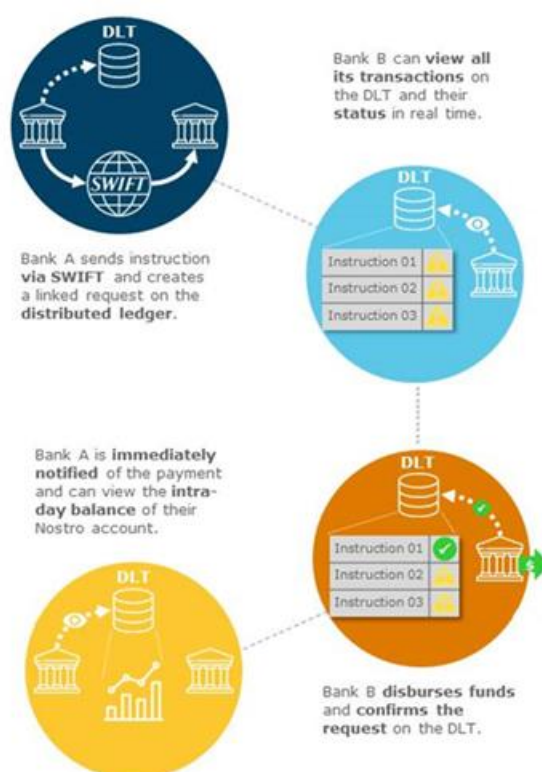 DLT
SWIFT
Bank A sends instruction
via SWIFT and creates
a linked request on the
distributed ledger.
Bank B can view all
its transactions on
the DLT and their
status in real time.
DLT
Instruction 01
Instruction 02
Instruction 03
DLT
Instruction 01
Instruction 02
Instruction 03
$
Bank B disburses funds
and confirms the
request on the DLT.
Bank A is immediately
notified of the payment
and can view the intra-
day balance of their
Nostro account.
DLT